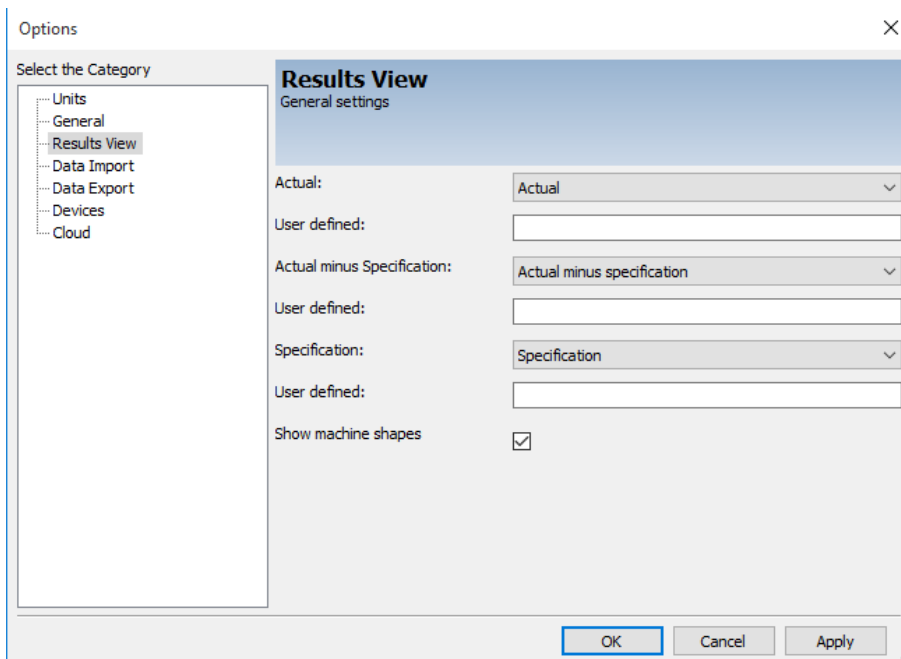 Options
Select the Category
Units
General
Results View
Data Import
Data Export
Devices
Cloud
Results View
General settings
Actual:
Actual
User defined:
Actual minus Specification:
Actual minus specification
User defined:
Specification:
Specification
User defined:
Show machine shapes
OK
Cancel
Apply